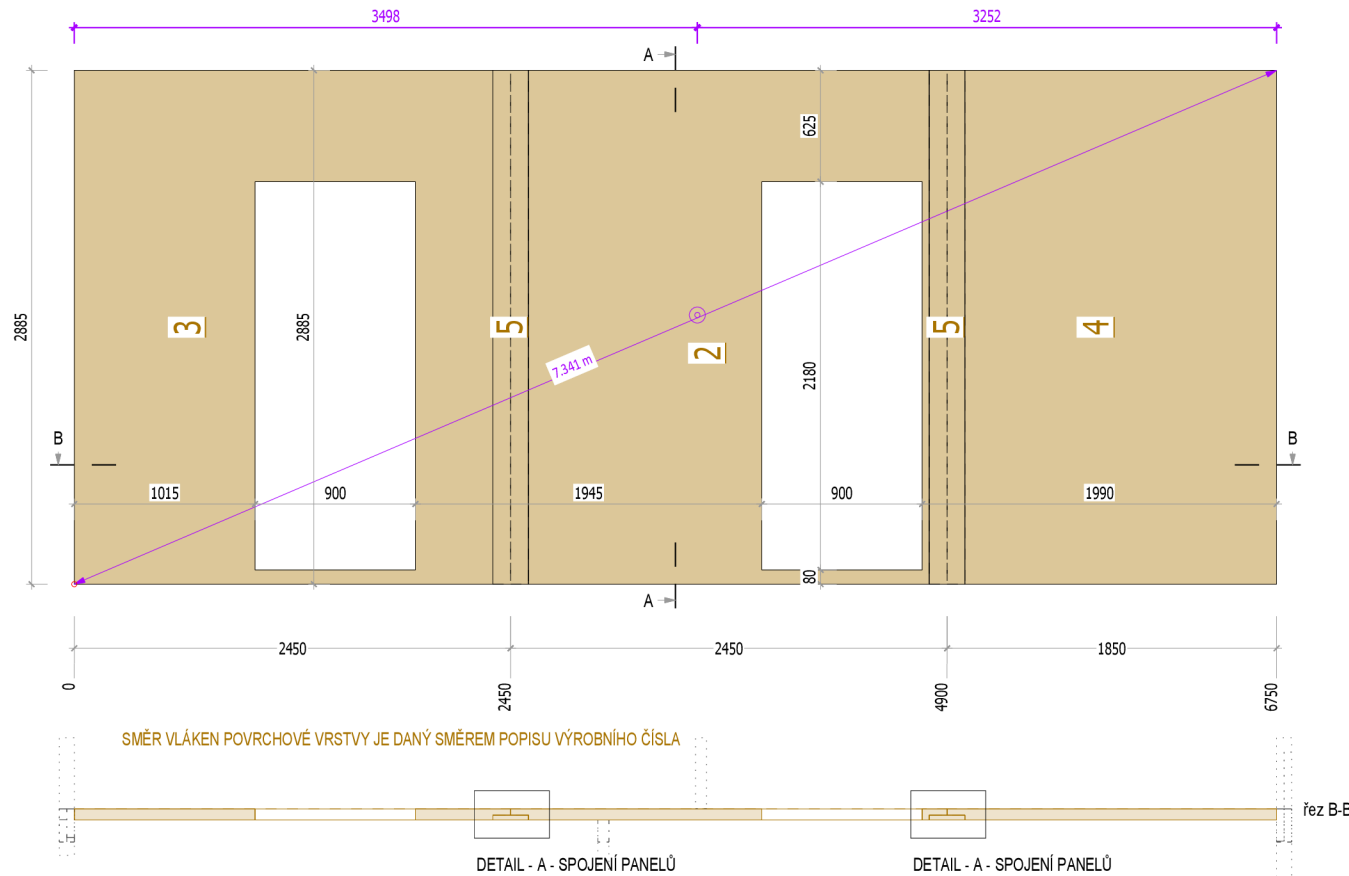 3498
3252
A
625
2885
2885
3
5
2
5
4
7.341 m
2180
B
B
1015
900
1945
900
1990
80
A
2450
2450
1850
0
2450
4900
6750
SMĚR VLÁKEN POVRCHOVÉ VRSTVY JE DANÝ SMĚREM POPISU VÝROBNÍHO ČÍSLA
řez B-B
DETAIL - A - SPOJENÍ PANELŮ
DETAIL - A - SPOJENÍ PANELŮ